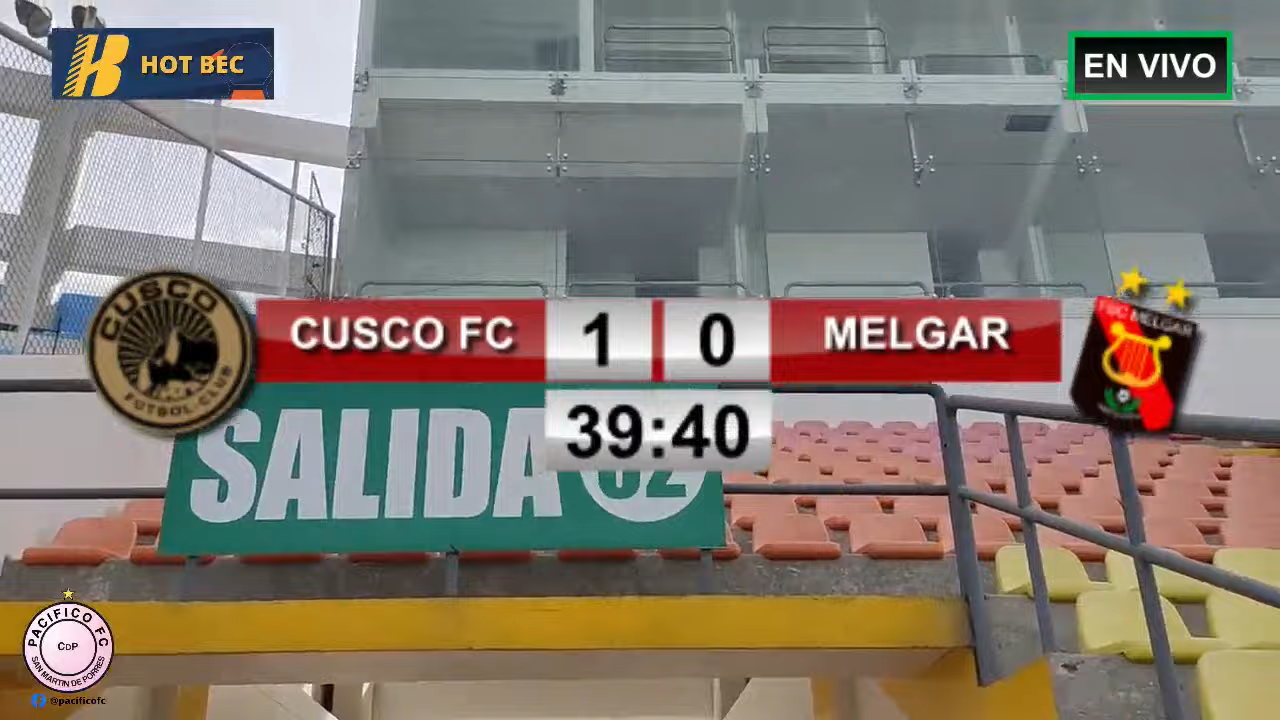 HOT BEC
EN VIVO
CUSCO
FUTBOL CLUB
CUSCO FC 1 0 MELGAR
FBC MELGAR
39:40
SALIDA 02
PACIFICO FC
CDP
SAN MARTIN DE PORRES
@pacificofc